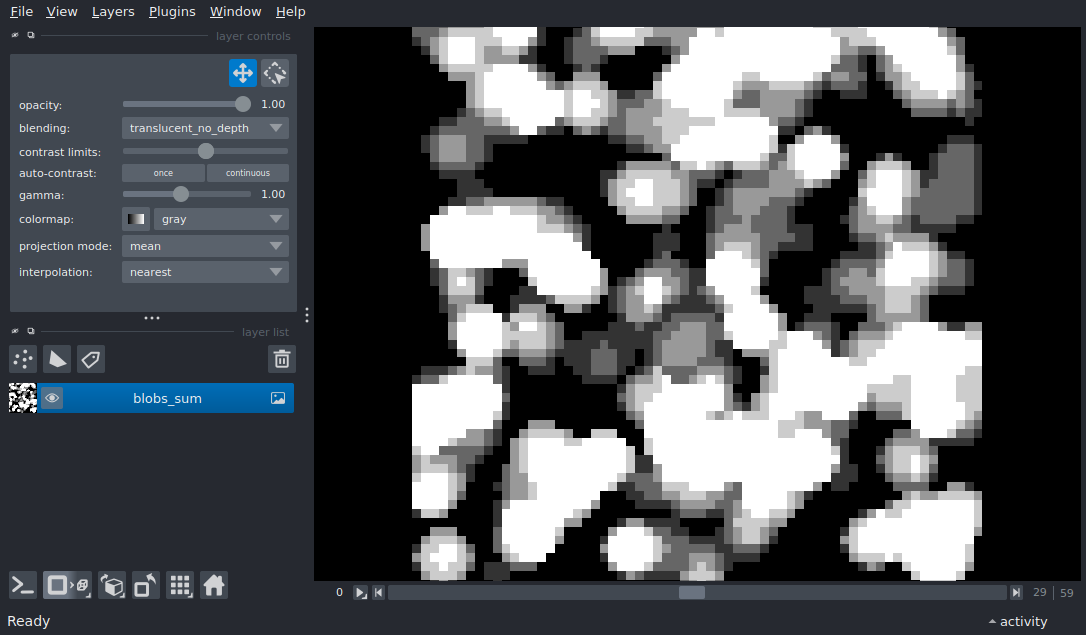 File View Layers Plugins Window Help
layer controls
opacity: 1.00
blending: translucent_no_depth
contrast limits:
auto-contrast: once continuous
gamma: 1.00
colormap: gray
projection mode: mean
interpolation: nearest
layer list
blobs_sum
0 29 59
Ready activity